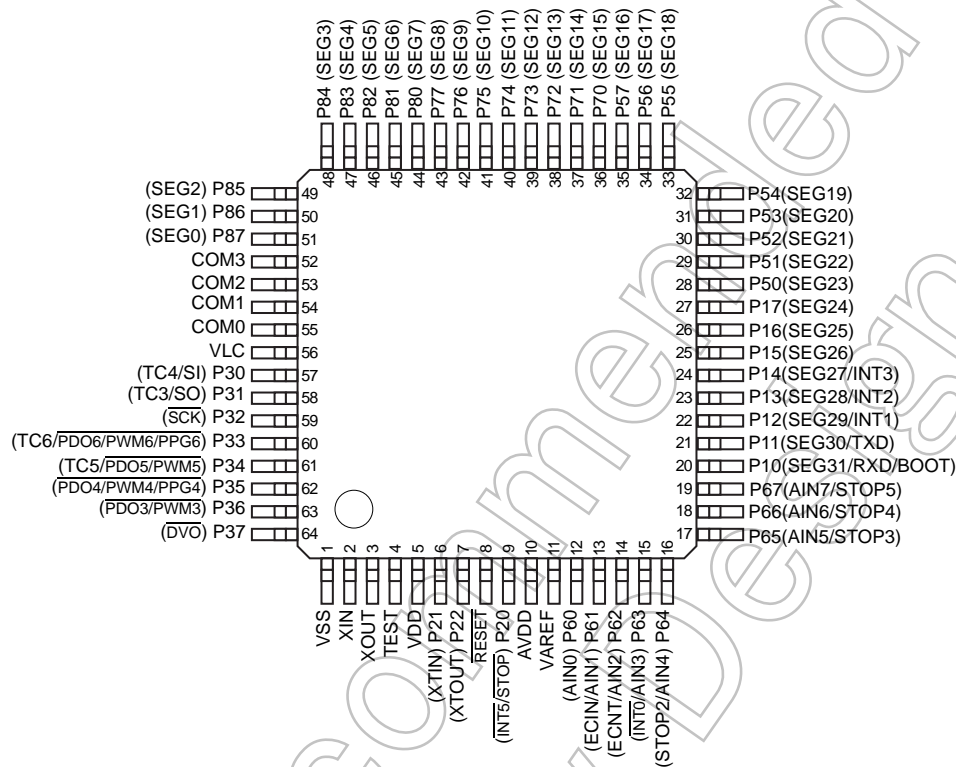 P84 (SEG3)
P83 (SEG4)
P82 (SEG5)
P81 (SEG6)
P80 (SEG7)
P77 (SEG8)
P76 (SEG9)
P75 (SEG10)
P74 (SEG11)
P73 (SEG12)
P72 (SEG13)
P71 (SEG14)
P70 (SEG15)
P57 (SEG16)
P56 (SEG17)
P55 (SEG18)
48 47 46 45 44 43 42 41 40 39 38 37 36 35 34 33
(SEG2) P85 49
(SEG1) P86 50
(SEG0) P87 51
COM3 52
COM2 53
COM1 54
COM0 55
VLC 56
(TC4/SI) P30 57
(TC3/SO) P31 58
(SCK) P32 59
(TC6/PDO6/PWM6/PPG6) P33 60
(TC5/PDO5/PWM5) P34 61
(PDO4/PWM4/PPG4) P35 62
(PDO3/PWM3) P36 63
(DVO) P37 64
32 P54(SEG19)
31 P53(SEG20)
30 P52(SEG21)
29 P51(SEG22)
28 P50(SEG23)
27 P17(SEG24)
26 P16(SEG25)
25 P15(SEG26)
24 P14(SEG27/INT3)
23 P13(SEG28/INT2)
22 P12(SEG29/INT1)
21 P11(SEG30/TXD)
20 P10(SEG31/RXD/BOOT)
19 P67(AIN7/STOP5)
18 P66(AIN6/STOP4)
17 P65(AIN5/STOP3)
1 2 3 4 5 6 7 8 9 10 11 12 13 14 15 16
VSS
XIN
XOUT
TEST
VDD
(XTIN) P21
(XTOUT) P22
RESET
(INT5/STOP) P20
AVDD
VAREF
(AIN0) P60
(ECIN/AIN1) P61
(ECNT/AIN2) P62
(INT0/AIN3) P63
(STOP2/AIN4) P64